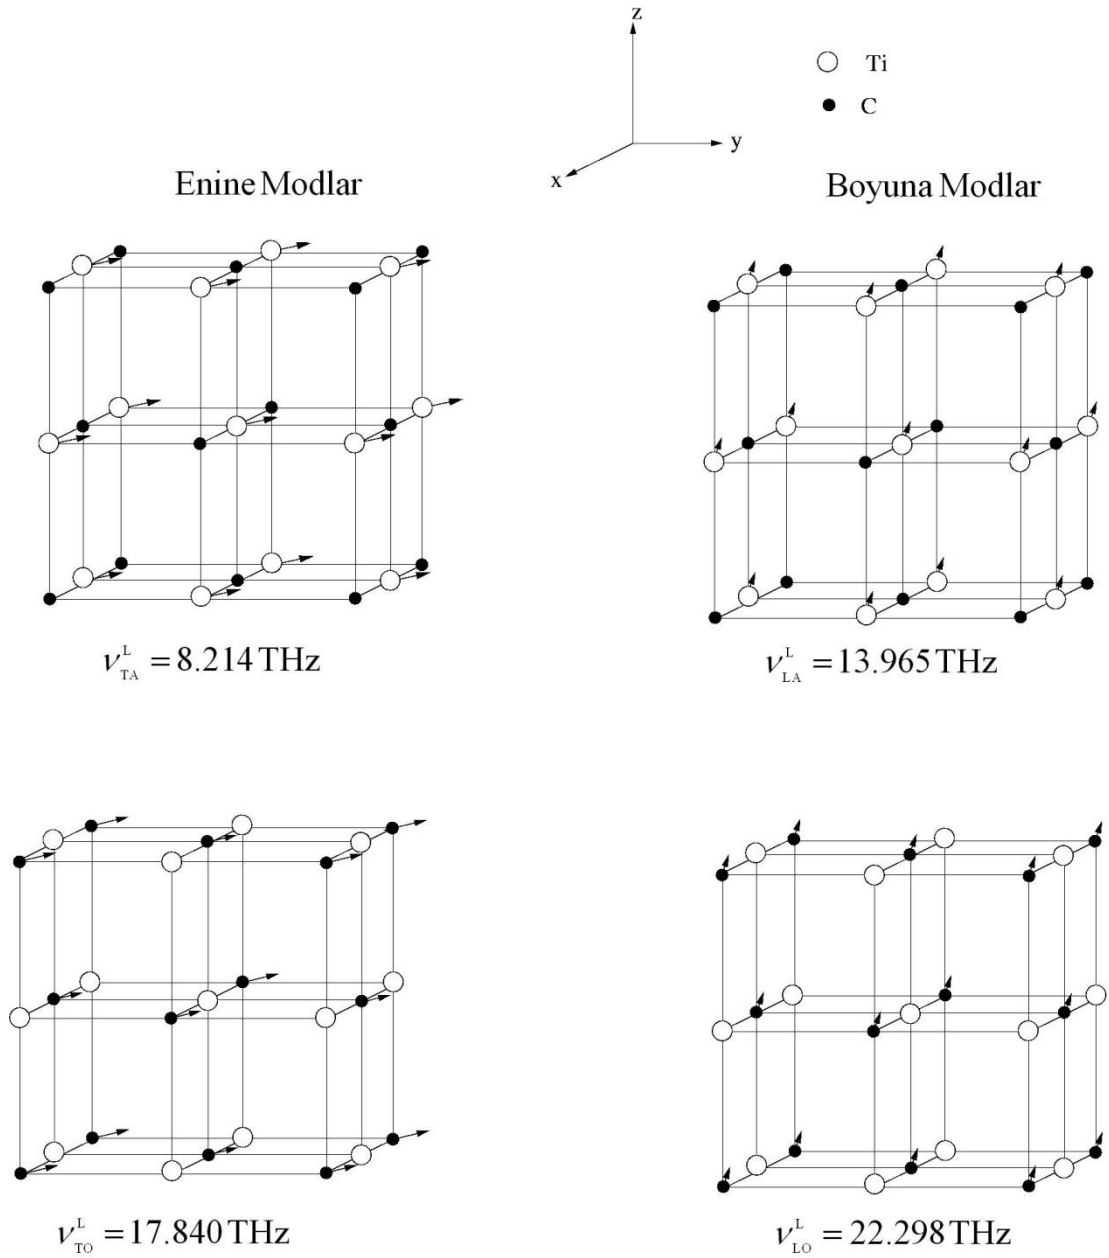 z
Ti
y
C
x
Enine Modlar
Boyuna Modlar
ν^L_TA = 8.214 THz
ν^L_LA = 13.965 THz
ν^L_TO = 17.840 THz
ν^L_LO = 22.298 THz